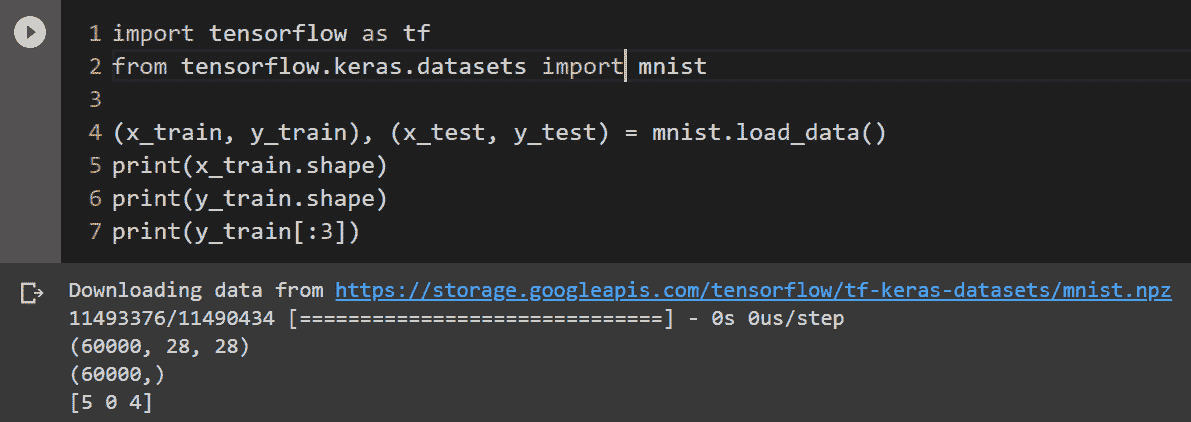 1 import tensorflow as tf
2 from tensorflow.keras.datasets import mnist
3
4 (x_train, y_train), (x_test, y_test) = mnist.load_data()
5 print(x_train.shape)
6 print(y_train.shape)
7 print(y_train[:3])
Downloading data from https://storage.googleapis.com/tensorflow/tf-keras-datasets/mnist.npz
11493376/11490434 [==============================] - 0s 0us/step
(60000, 28, 28)
(60000,)
[5 0 4]